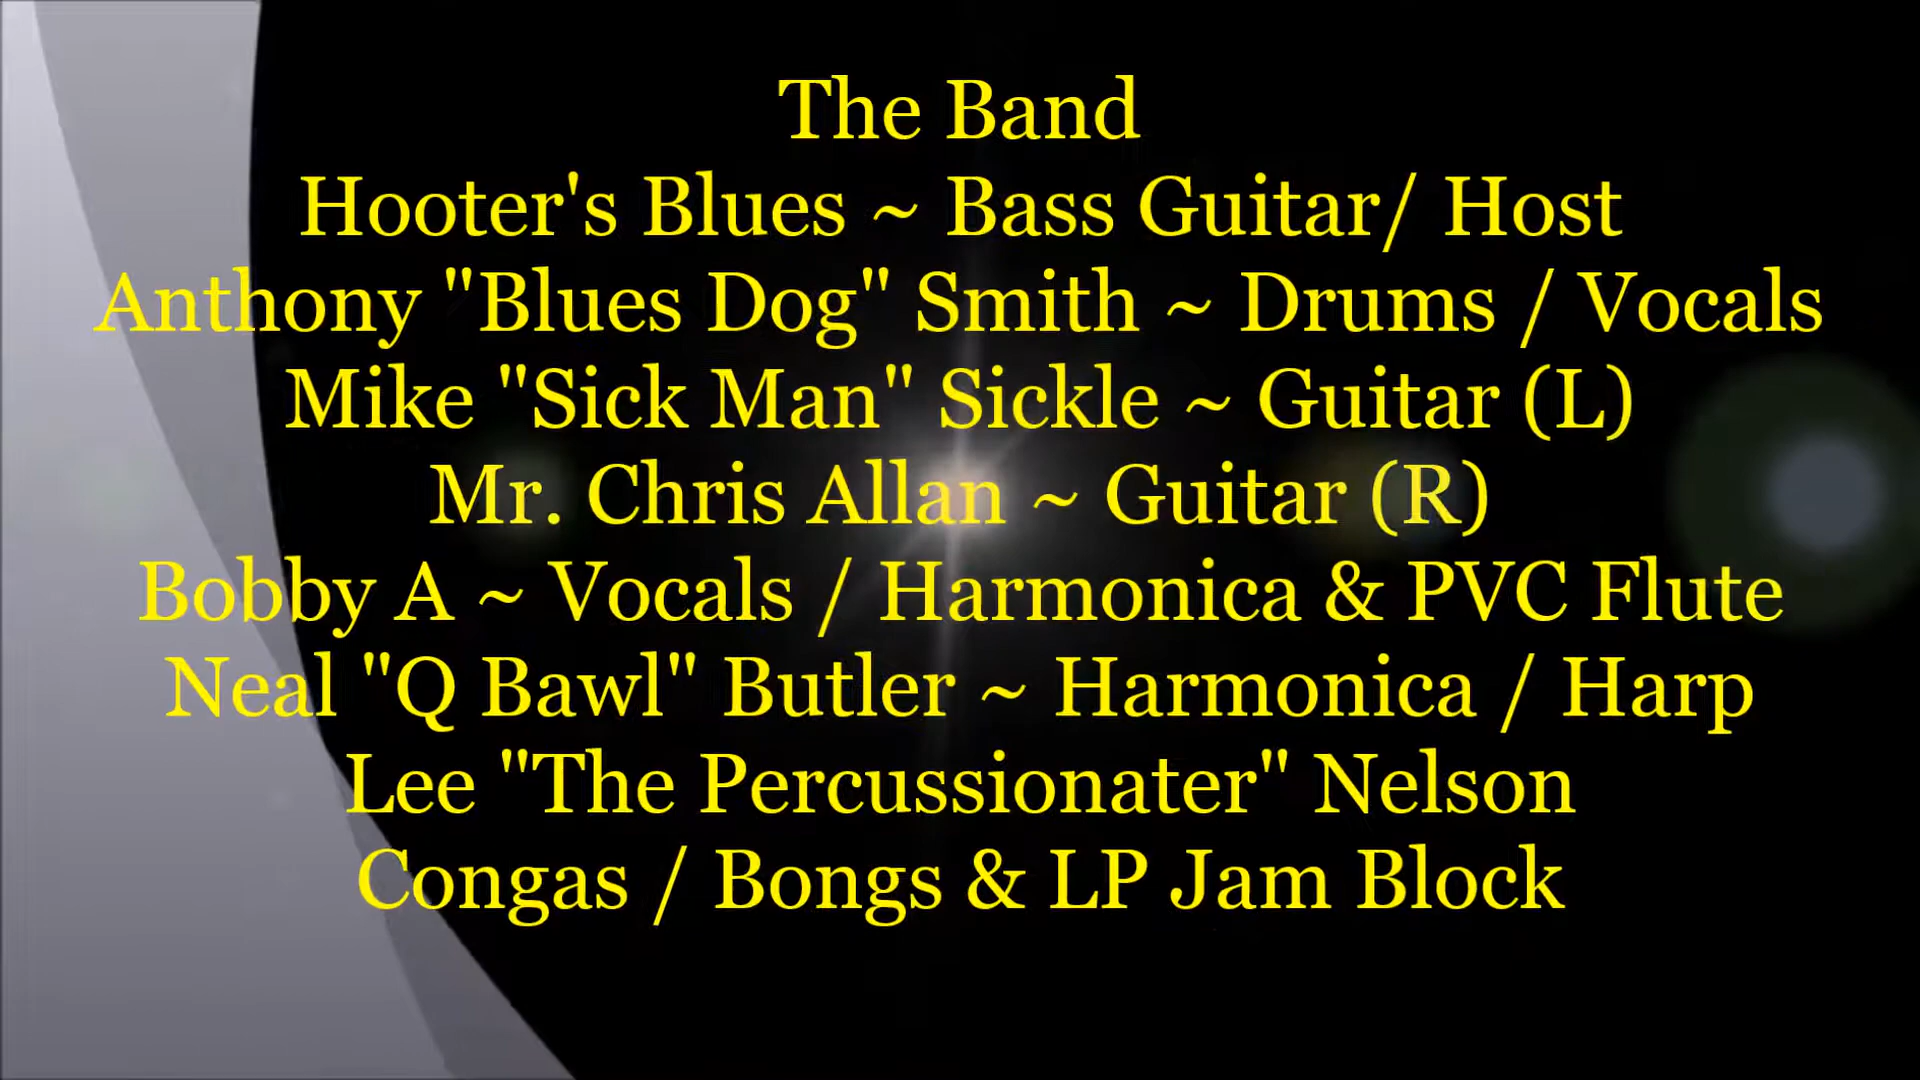 The Band
Hooter's Blues ~ Bass Guitar/ Host
Anthony "Blues Dog" Smith ~ Drums / Vocals
Mike "Sick Man" Sickle ~ Guitar (L)
Mr. Chris Allan ~ Guitar (R)
Bobby A ~ Vocals / Harmonica & PVC Flute
Neal "Q Bawl" Butler ~ Harmonica / Harp
Lee "The Percussionater" Nelson
Congas / Bongs & LP Jam Block